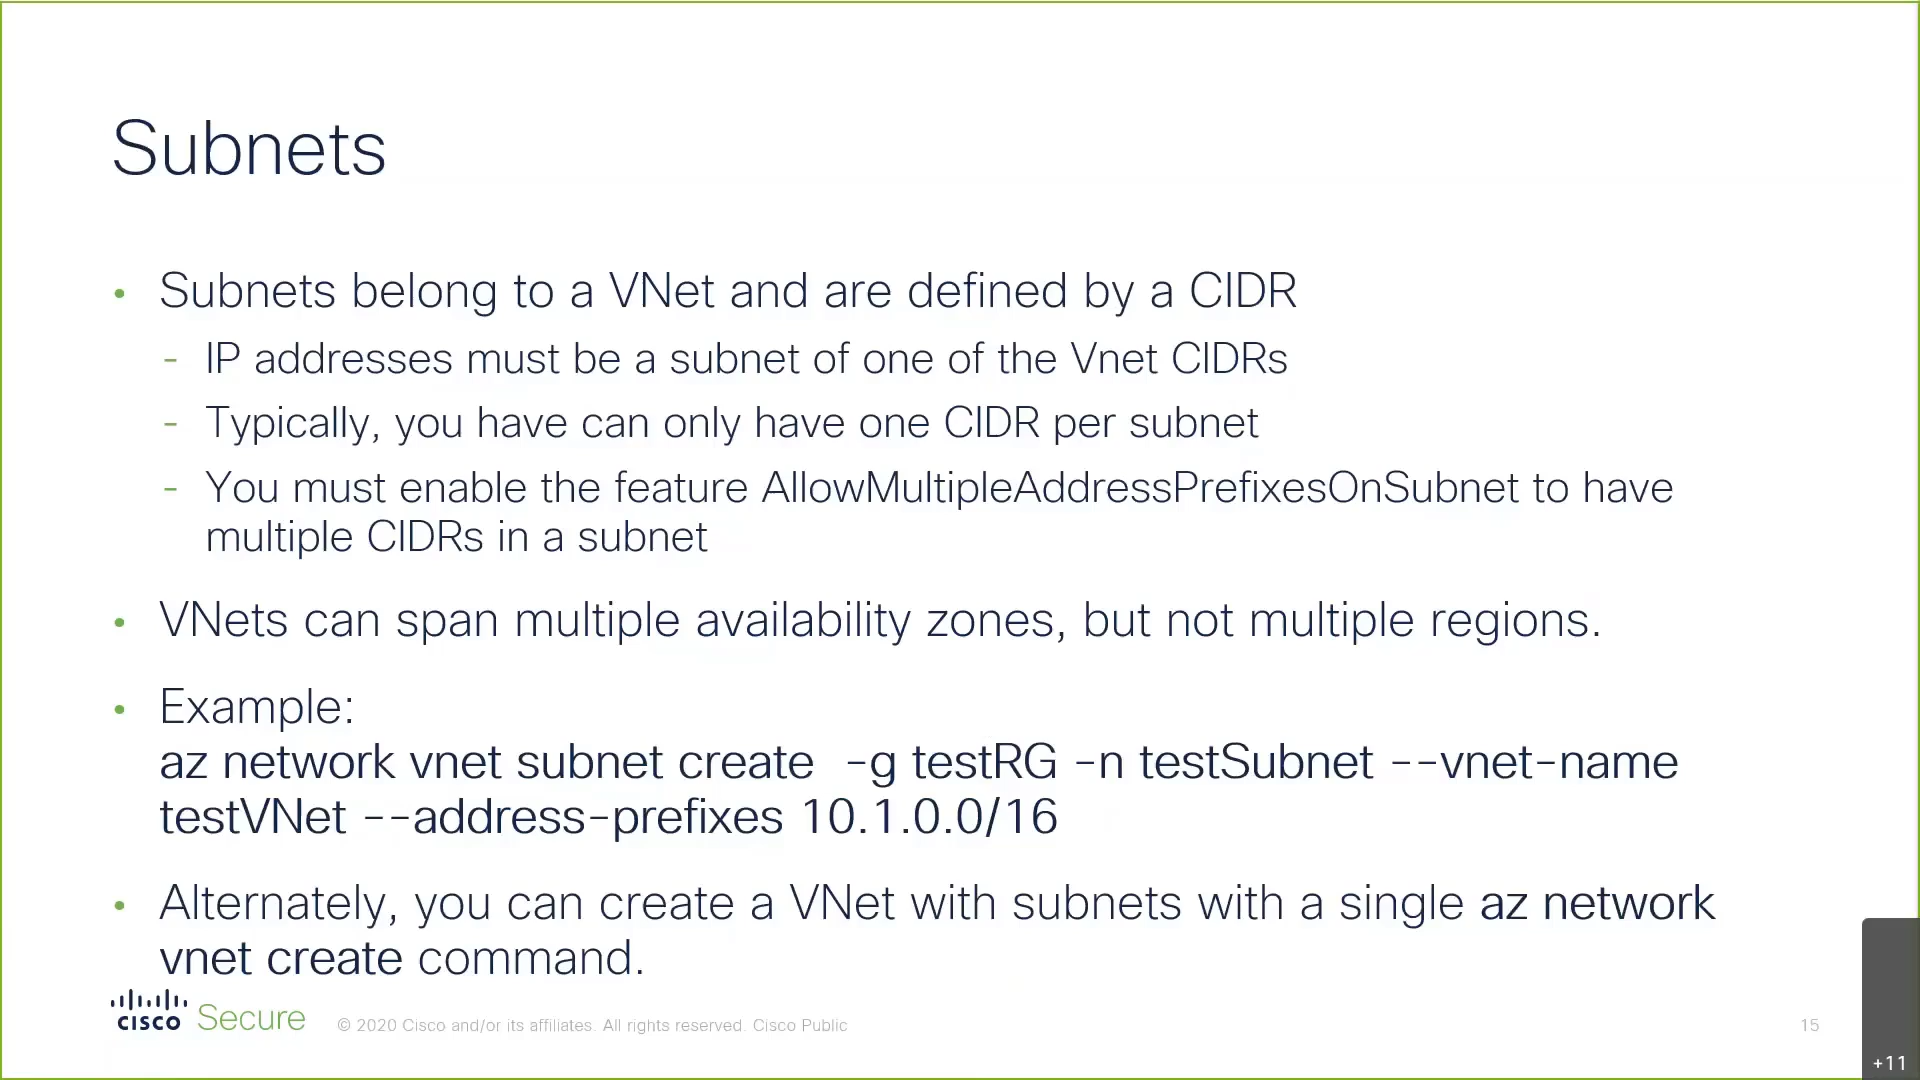 Subnets
• Subnets belong to a VNet and are defined by a CIDR
- IP addresses must be a subnet of one of the Vnet CIDRs
- Typically, you have can only have one CIDR per subnet
- You must enable the feature AllowMultipleAddressPrefixesOnSubnet to have
multiple CIDRs in a subnet
• VNets can span multiple availability zones, but not multiple regions.
• Example:
az network vnet subnet create  -g testRG -n testSubnet --vnet-name
testVNet --address-prefixes 10.1.0.0/16
• Alternately, you can create a VNet with subnets with a single az network
vnet create command.
CISCO Secure
© 2020 Cisco and/or its affiliates. All rights reserved. Cisco Public
15
+11